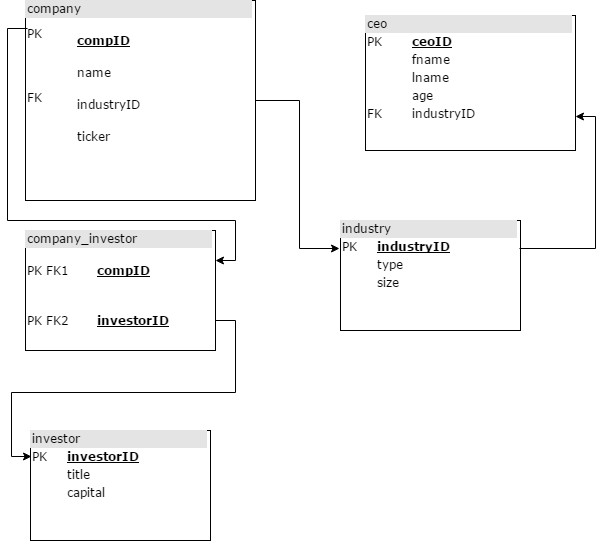 company
PK
compID
name
FK
industryID
ticker
ceo
PK ceoID
fname
lname
age
FK industryID
company_investor
PK FK1 compID
PK FK2 investorID
industry
PK industryID
type
size
investor
PK investorID
title
capital